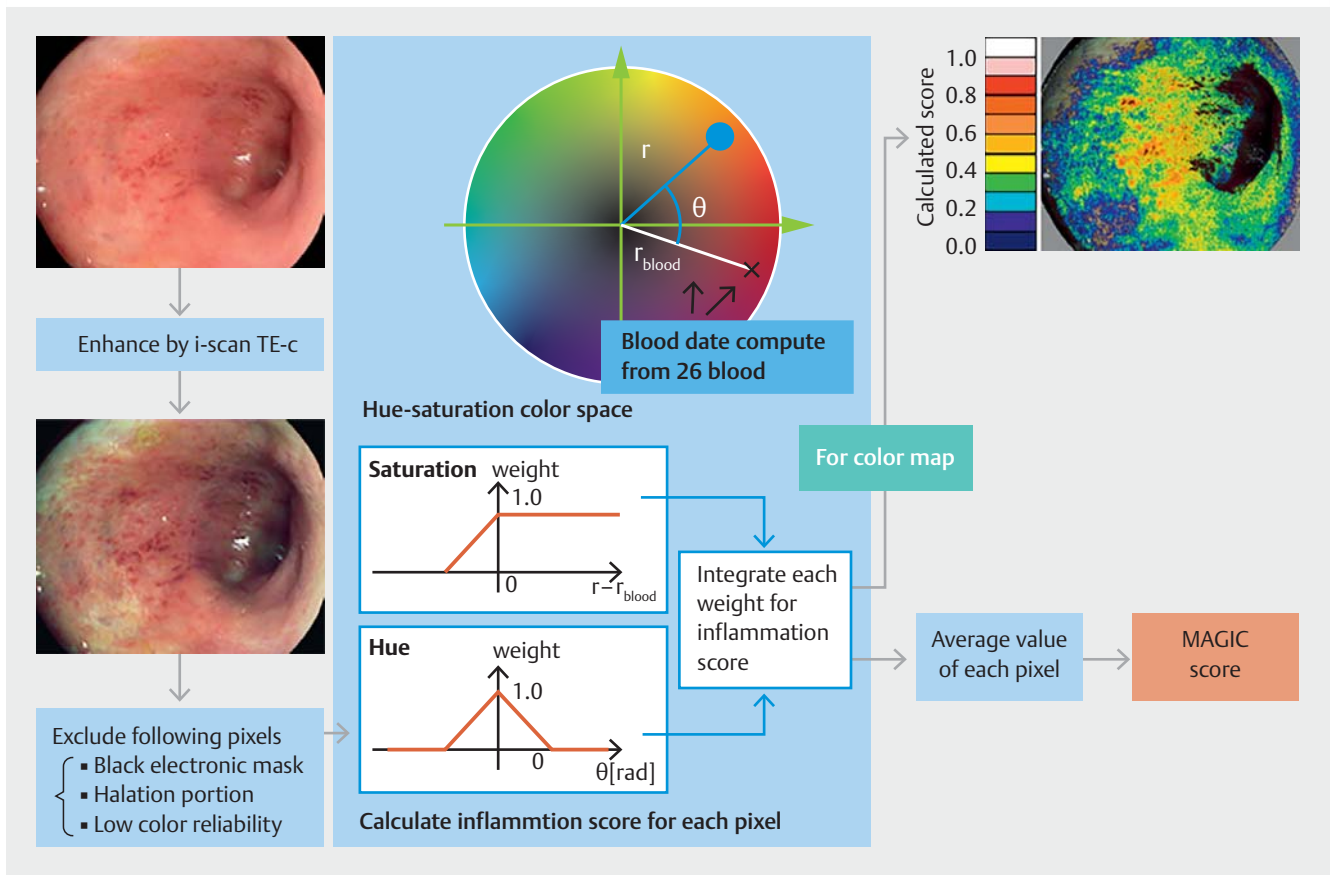 Enhance by i-scan TE-c
Exclude following pixels
▪ Black electronic mask
▪ Halation portion
▪ Low color reliability
r
θ
r blood
Blood date compute
from 26 blood
Hue-saturation color space
Saturation weight
1.0
0
r–r blood
Hue weight
1.0
0
θ[rad]
Calculate inflammtion score for each pixel
Integrate each
weight for
inflammation
score
For color map
Calculated score
1.0
0.8
0.6
0.4
0.2
0.0
Average value
of each pixel
MAGIC
score